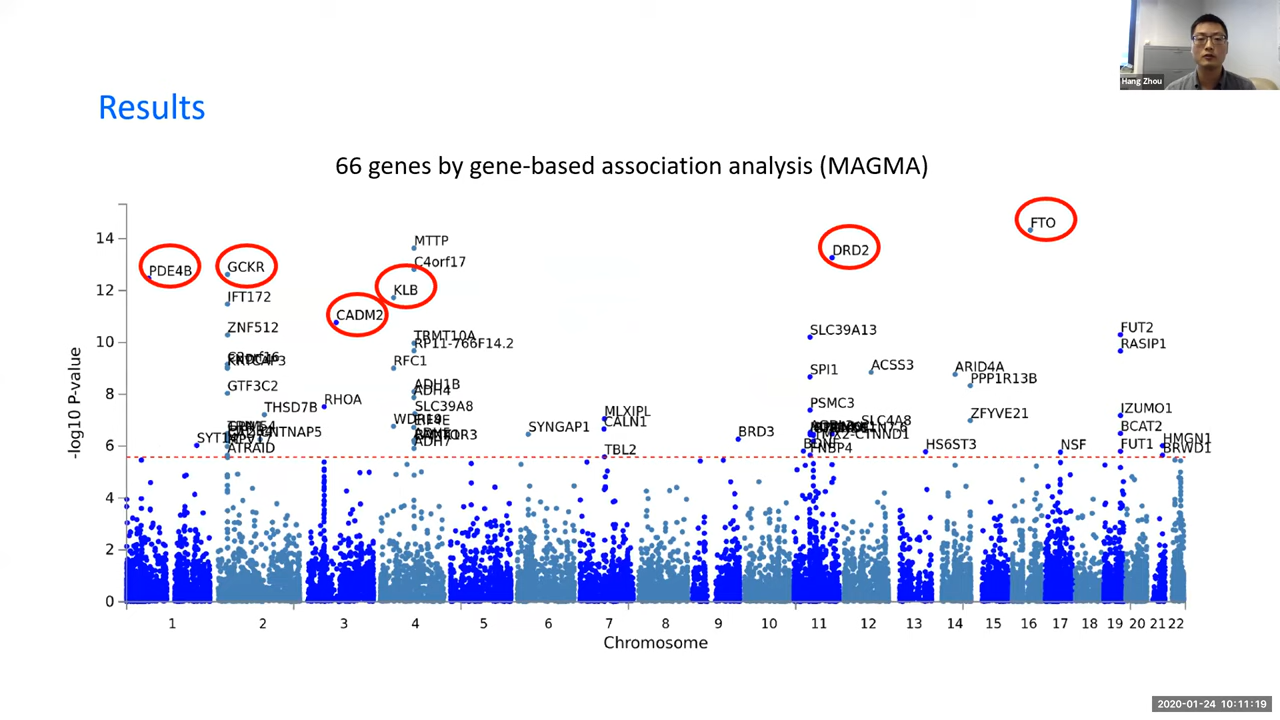 Hang Zhou
Results
66 genes by gene-based association analysis (MAGMA)
FTO
MTTP
DRD2
C4orf17
PDE4B
GCKR
KLB
IFT172
CADM2
ZNF512
SLC39A13
FUT2
TRMT10A
RP11-766F14.2
RASIP1
RFC1
SPI1
ACSS3
ARID4A
PPP1R13B
GTF3C2
ADH1B
ADH4
RHOA
THSD7B
SLC39A8
PSMC3
MLXIPL
CALN1
IZUMO1
ZFYVE21
SLC4A8
SYNGAP1
BRD3
BCAT2
HS6ST3
NSF
FUT1
HMGN1
BRWD1
ATRAID
ADH7
TBL2
14
12
10
8
6
4
2
0
-log10 P-value
1 2 3 4 5 6 7 8 9 10 11 12 13 14 15 16 17 18 19 20 21 22
Chromosome
2020-01-24 10:11:19